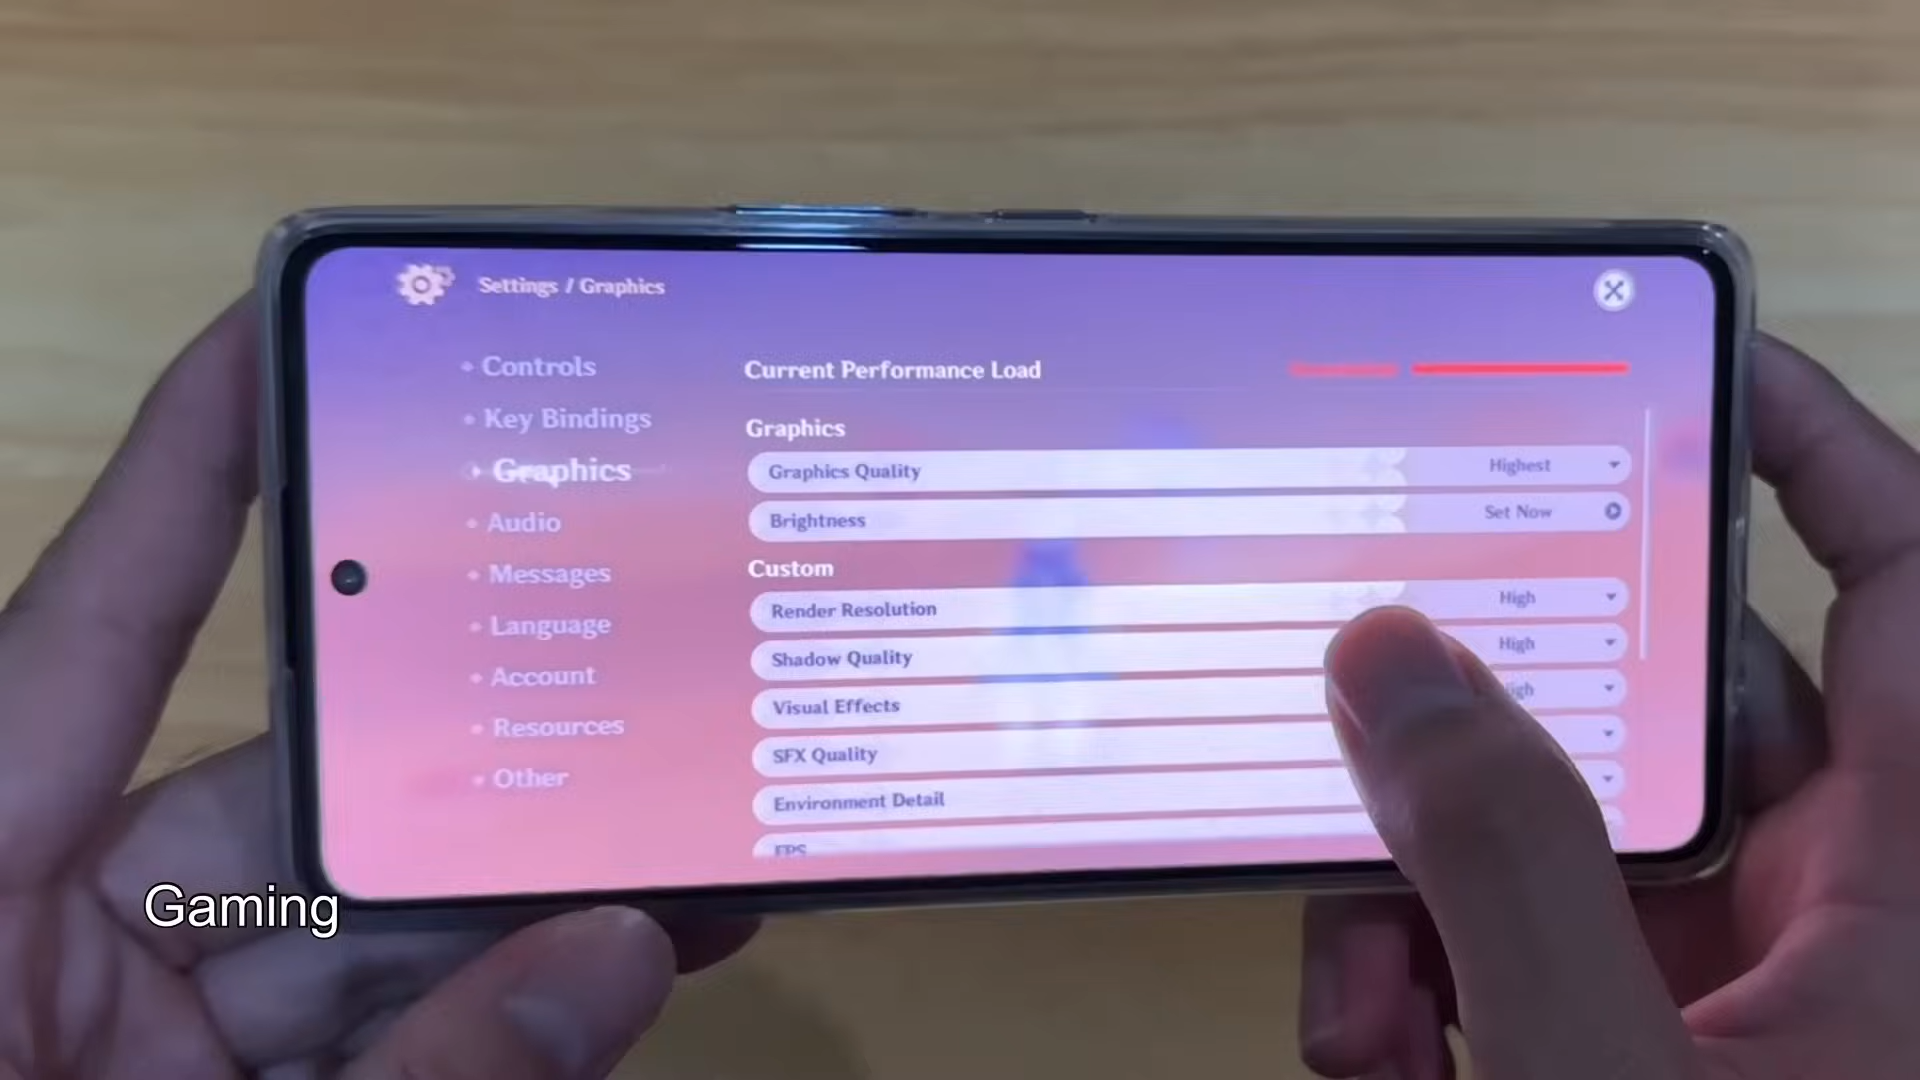 Settings / Graphics
Controls
Key Bindings
Graphics
Audio
Messages
Language
Account
Resources
Other
Current Performance Load
Graphics
Graphics Quality Highest
Brightness Set Now
Custom
Render Resolution High
Shadow Quality High
Visual Effects
SFX Quality
Environment Detail
FPS
Gaming